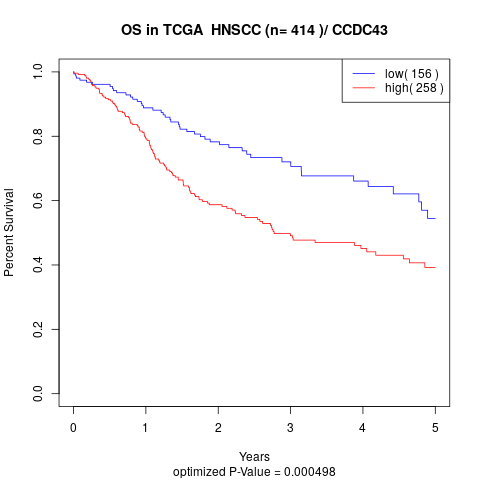 OS in TCGA  HNSCC (n= 414 )/ CCDC43
low( 156 )
high( 258 )
Percent Survival
1.0
0.8
0.6
0.4
0.2
0.0
0 1 2 3 4 5
Years
optimized P-Value = 0.000498